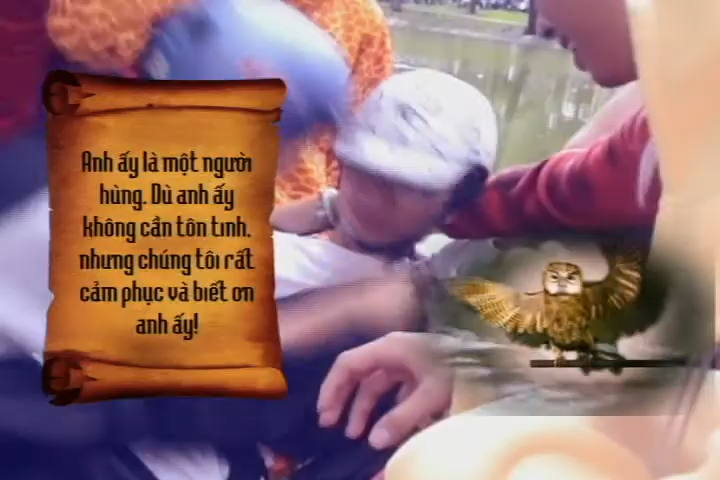 Anh ấy là một người
hùng. Dù anh ấy
không cần tôn tinh.
nhưng chúng tôi rất
cảm phục và biết ơn
anh ấy!